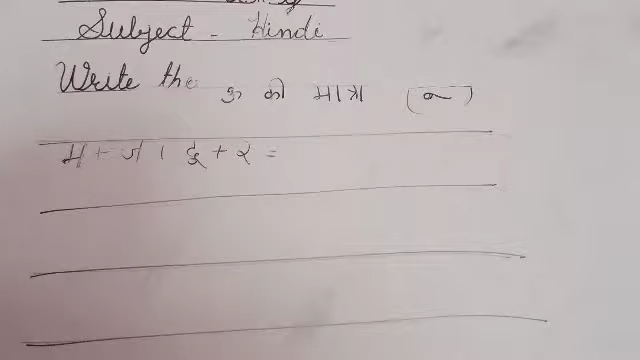 Subject - Hindi
Write the ऊ की मात्रा ( ू )
म + ज । दू + र =